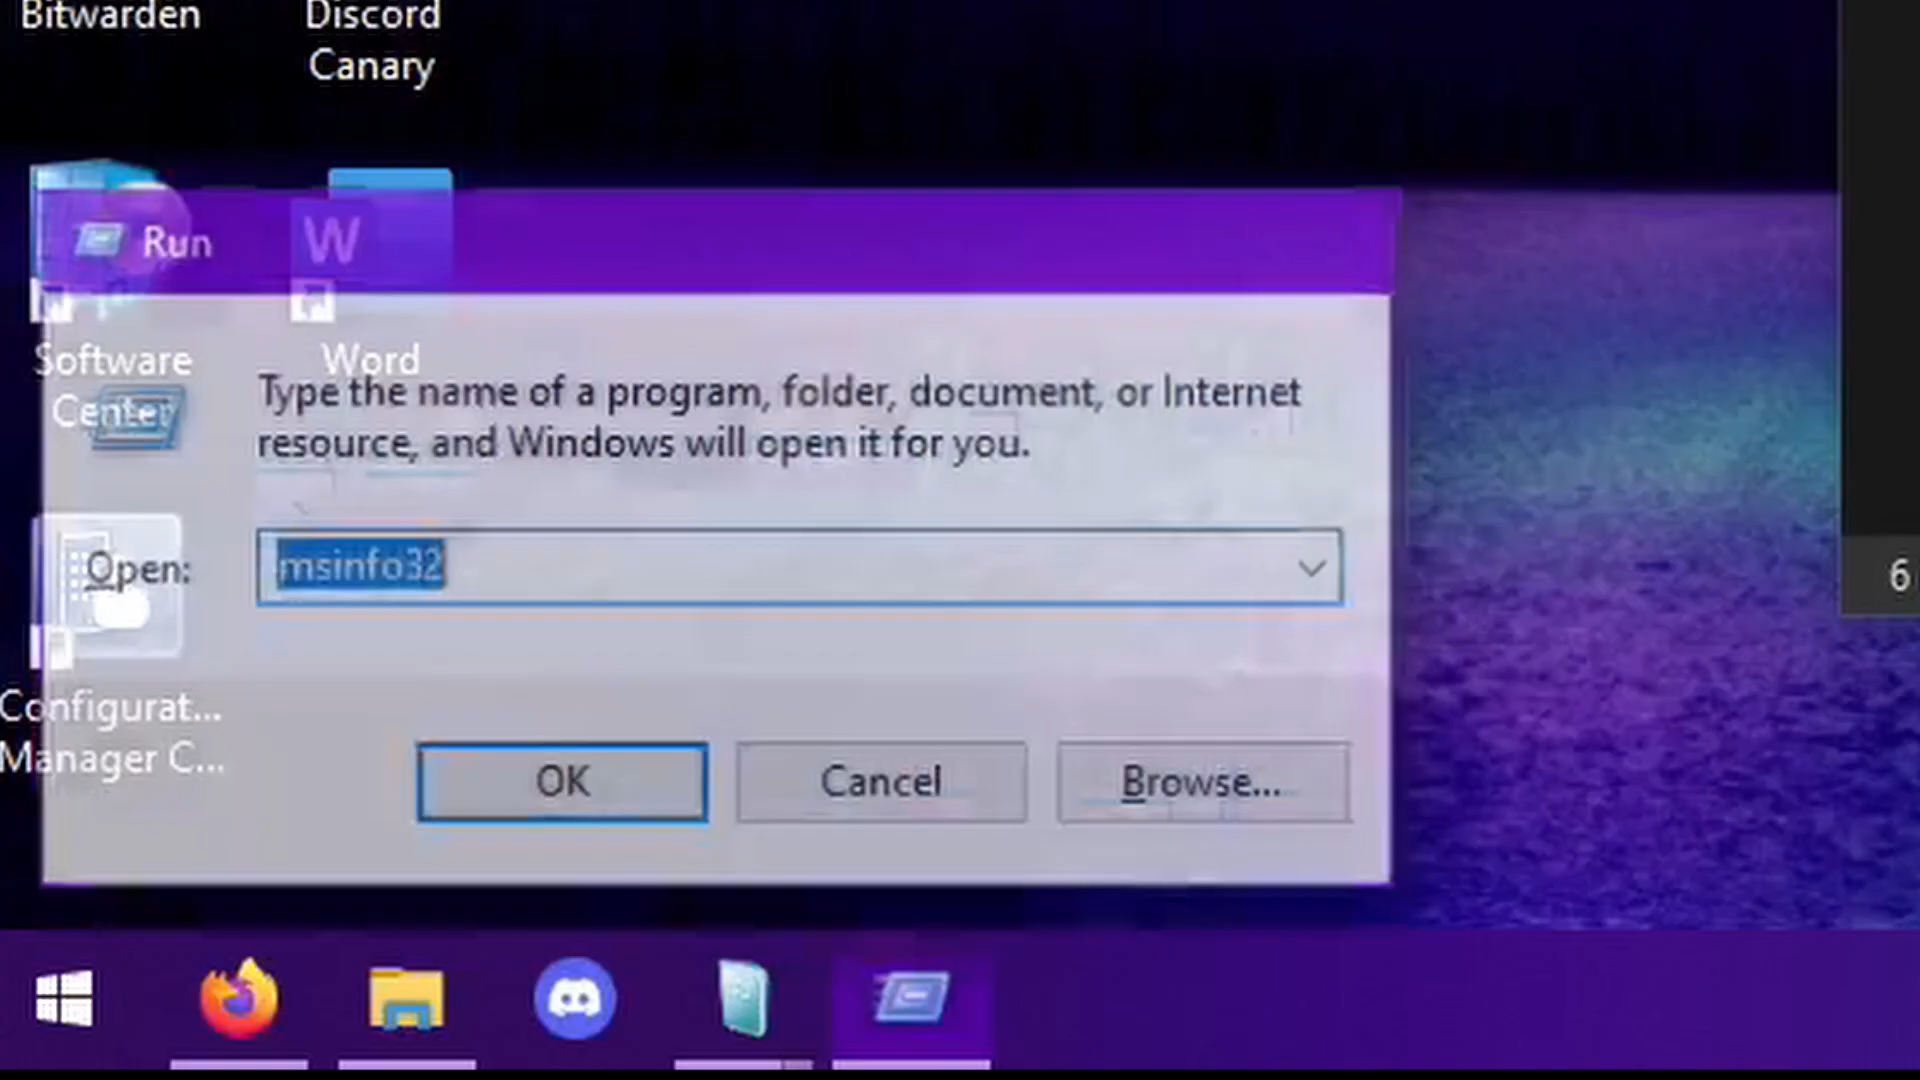 Bitwarden
Discord
Canary
Run
W
Software
Center
Word
Type the name of a program, folder, document, or Internet
resource, and Windows will open it for you.
Open:
msinfo32
6
Configurat...
Manager C...
OK
Cancel
Browse...